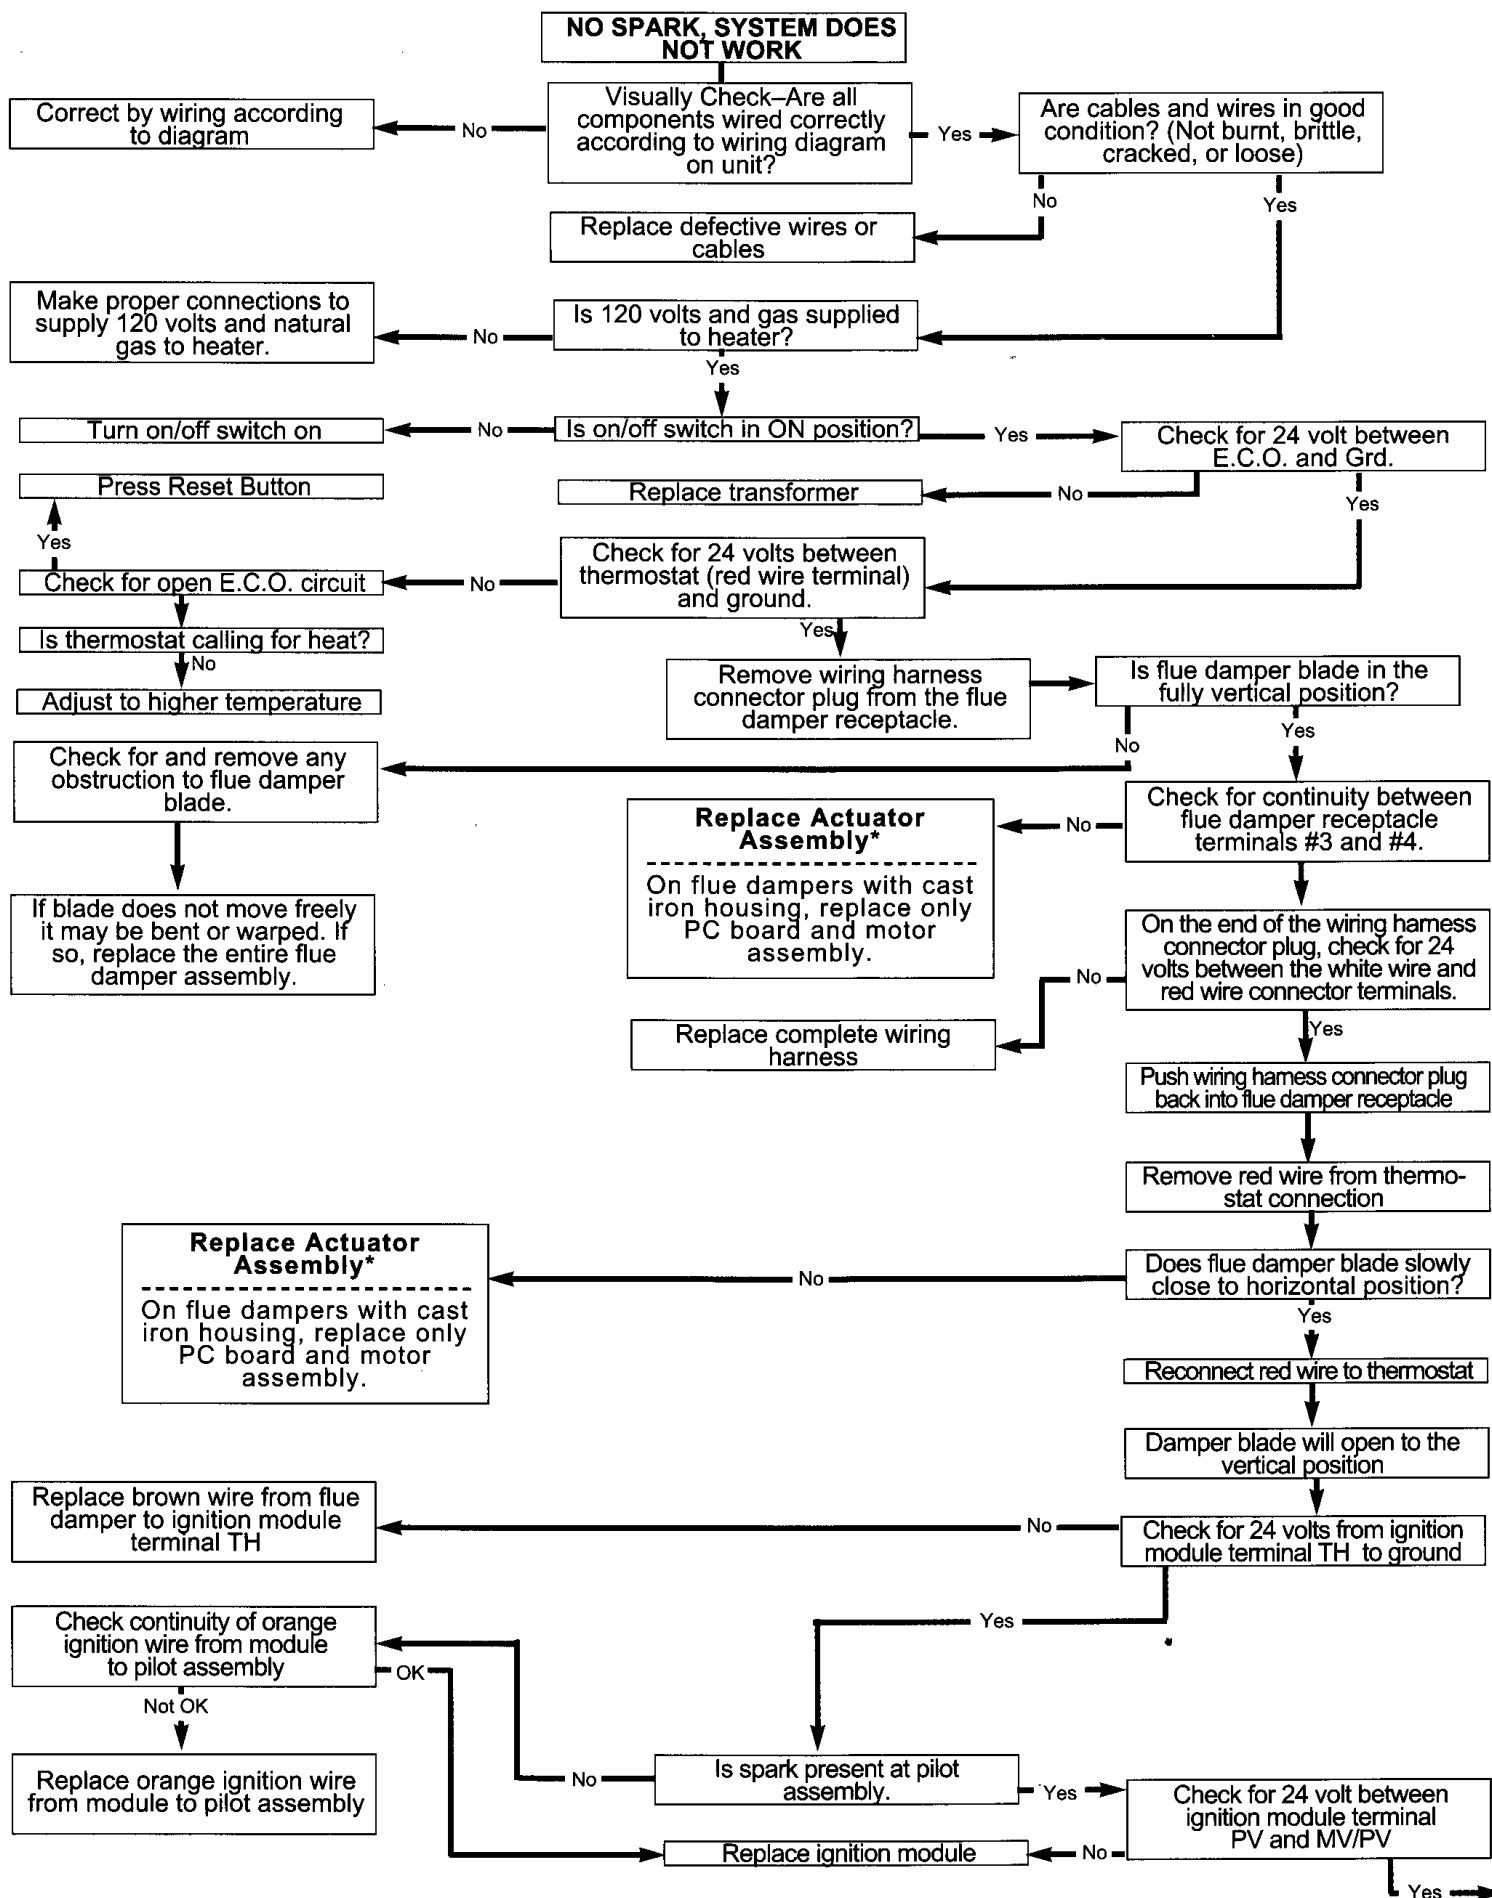 NO SPARK, SYSTEM DOES
NOT WORK
Correct by wiring according
to diagram
No
Visually Check–Are all
components wired correctly
according to wiring diagram
on unit?
Yes
Are cables and wires in good
condition? (Not burnt, brittle,
cracked, or loose)
No
Yes
Replace defective wires or
cables
Make proper connections to
supply 120 volts and natural
gas to heater.
No
Is 120 volts and gas supplied
to heater?
Yes
Turn on/off switch on
No
Is on/off switch in ON position?
Yes
Check for 24 volt between
E.C.O. and Grd.
Press Reset Button
Replace transformer
No
Yes
Yes
Check for open E.C.O. circuit
No
Check for 24 volts between
thermostat (red wire terminal)
and ground.
Yes
Is thermostat calling for heat?
No
Adjust to higher temperature
Remove wiring harness
connector plug from the flue
damper receptacle.
Is flue damper blade in the
fully vertical position?
No
Yes
Check for and remove any
obstruction to flue damper
blade.
Replace Actuator
Assembly*
On flue dampers with cast
iron housing, replace only
PC board and motor
assembly.
No
Check for continuity between
flue damper receptacle
terminals #3 and #4.
If blade does not move freely
it may be bent or warped. If
so, replace the entire flue
damper assembly.
On the end of the wiring harness
connector plug, check for 24
volts between the white wire and
red wire connector terminals.
No
Yes
Replace complete wiring
harness
Push wiring harness connector plug
back into flue damper receptacle
Remove red wire from thermo-
stat connection
Replace Actuator
Assembly*
On flue dampers with cast
iron housing, replace only
PC board and motor
assembly.
No
Does flue damper blade slowly
close to horizontal position?
Yes
Reconnect red wire to thermostat
Damper blade will open to the
vertical position
Replace brown wire from flue
damper to ignition module
terminal TH
No
Check for 24 volts from ignition
module terminal TH to ground
Yes
Check continuity of orange
ignition wire from module
to pilot assembly
OK
Not OK
Replace orange ignition wire
from module to pilot assembly
No
Is spark present at pilot
assembly.
Yes
Check for 24 volt between
ignition module terminal
PV and MV/PV
Replace ignition module
No
Yes